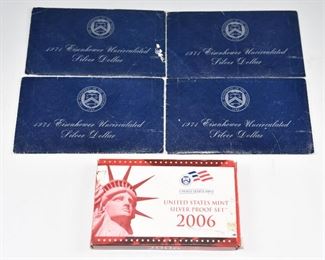 1971 Eisenhower Uncirculated
Silver Dollar
1971 Eisenhower Uncirculated
Silver Dollar
1971 Eisenhower Uncirculated
Silver Dollar
1971 Eisenhower Uncirculated
Silver Dollar
UNITED STATES MINT
UNITED STATES MINT
SILVER PROOF SET
2006